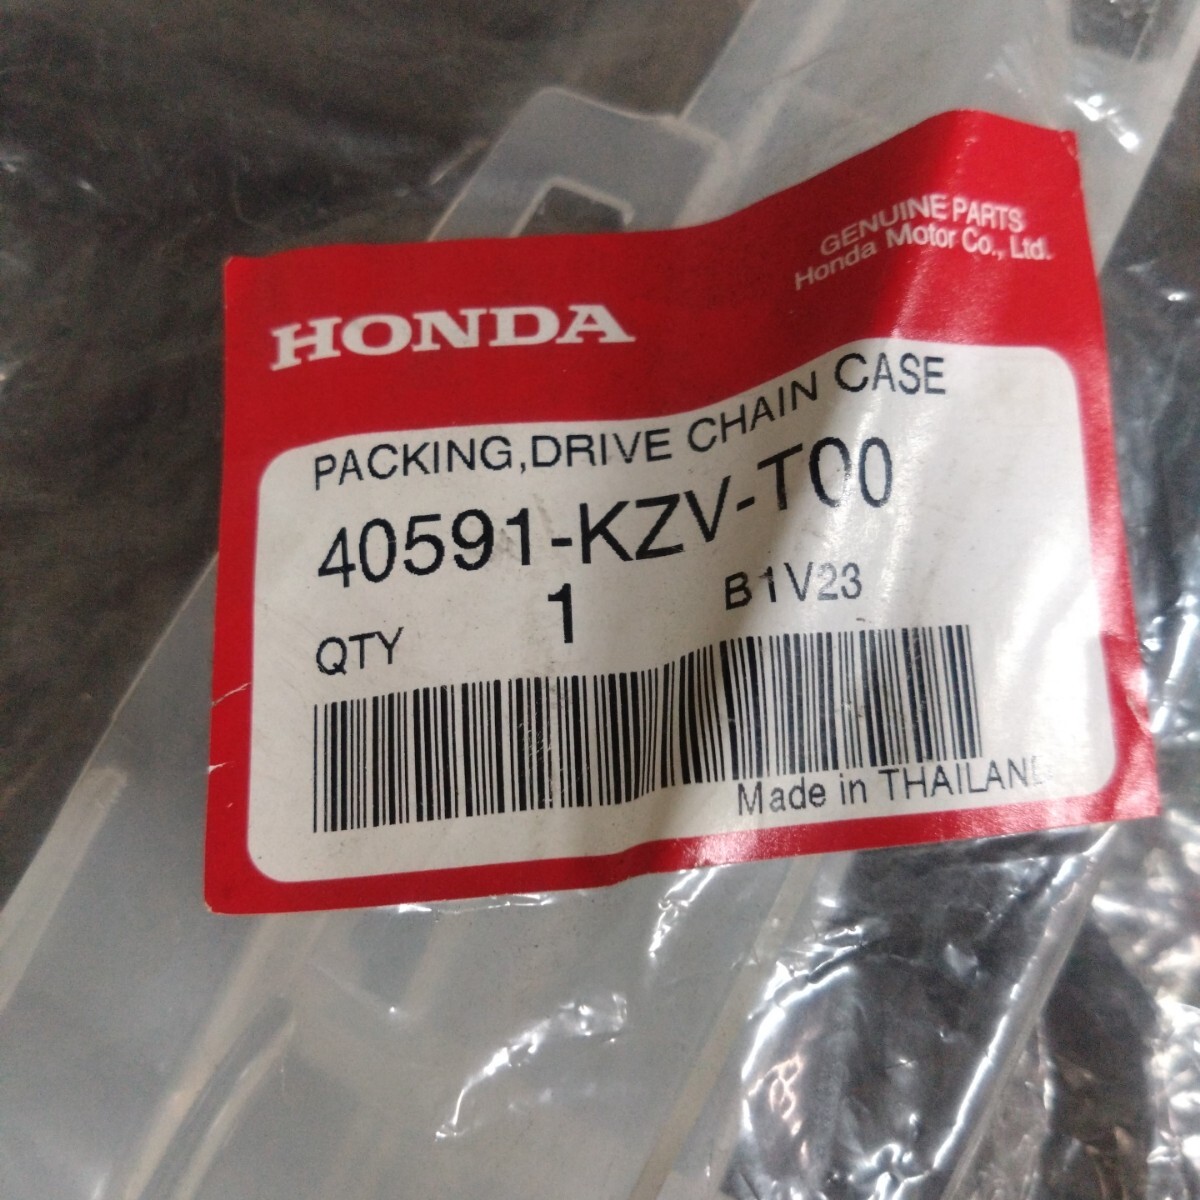 GENUINE PARTS
Honda Motor Co., Ltd.
HONDA
PACKING,DRIVE CHAIN CASE
40591-KZV-T00
QTY 1 B1V23
Made in THAILAND